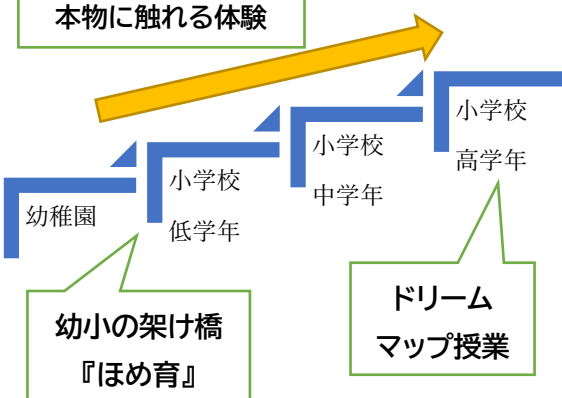 本物に触れる体験
幼稚園
小学校
低学年
小学校
中学年
小学校
高学年
幼小の架け橋
『ほめ育』
ドリーム
マップ授業